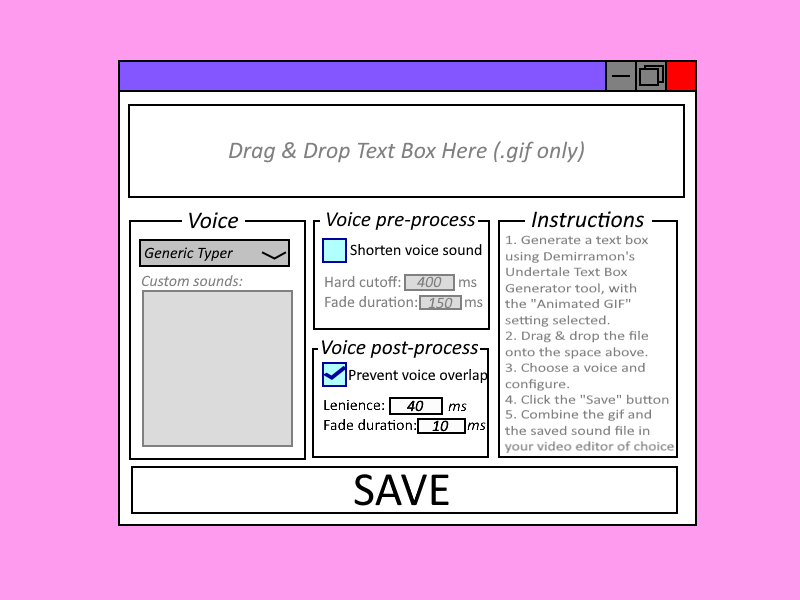 Drag & Drop Text Box Here (.gif only)
Voice
Generic Typer
Custom sounds:
Voice pre-process
Shorten voice sound
Hard cutoff: 400 ms
Fade duration: 150 ms
Voice post-process
Prevent voice overlap
Lenience: 40 ms
Fade duration: 10 ms
Instructions
1. Generate a text box
using Demirramon's
Undertale Text Box
Generator tool, with
the "Animated GIF"
setting selected.
2. Drag & drop the file
onto the space above.
3. Choose a voice and
configure.
4. Click the "Save" button
5. Combine the gif and
the saved sound file in
your video editor of choice
SAVE